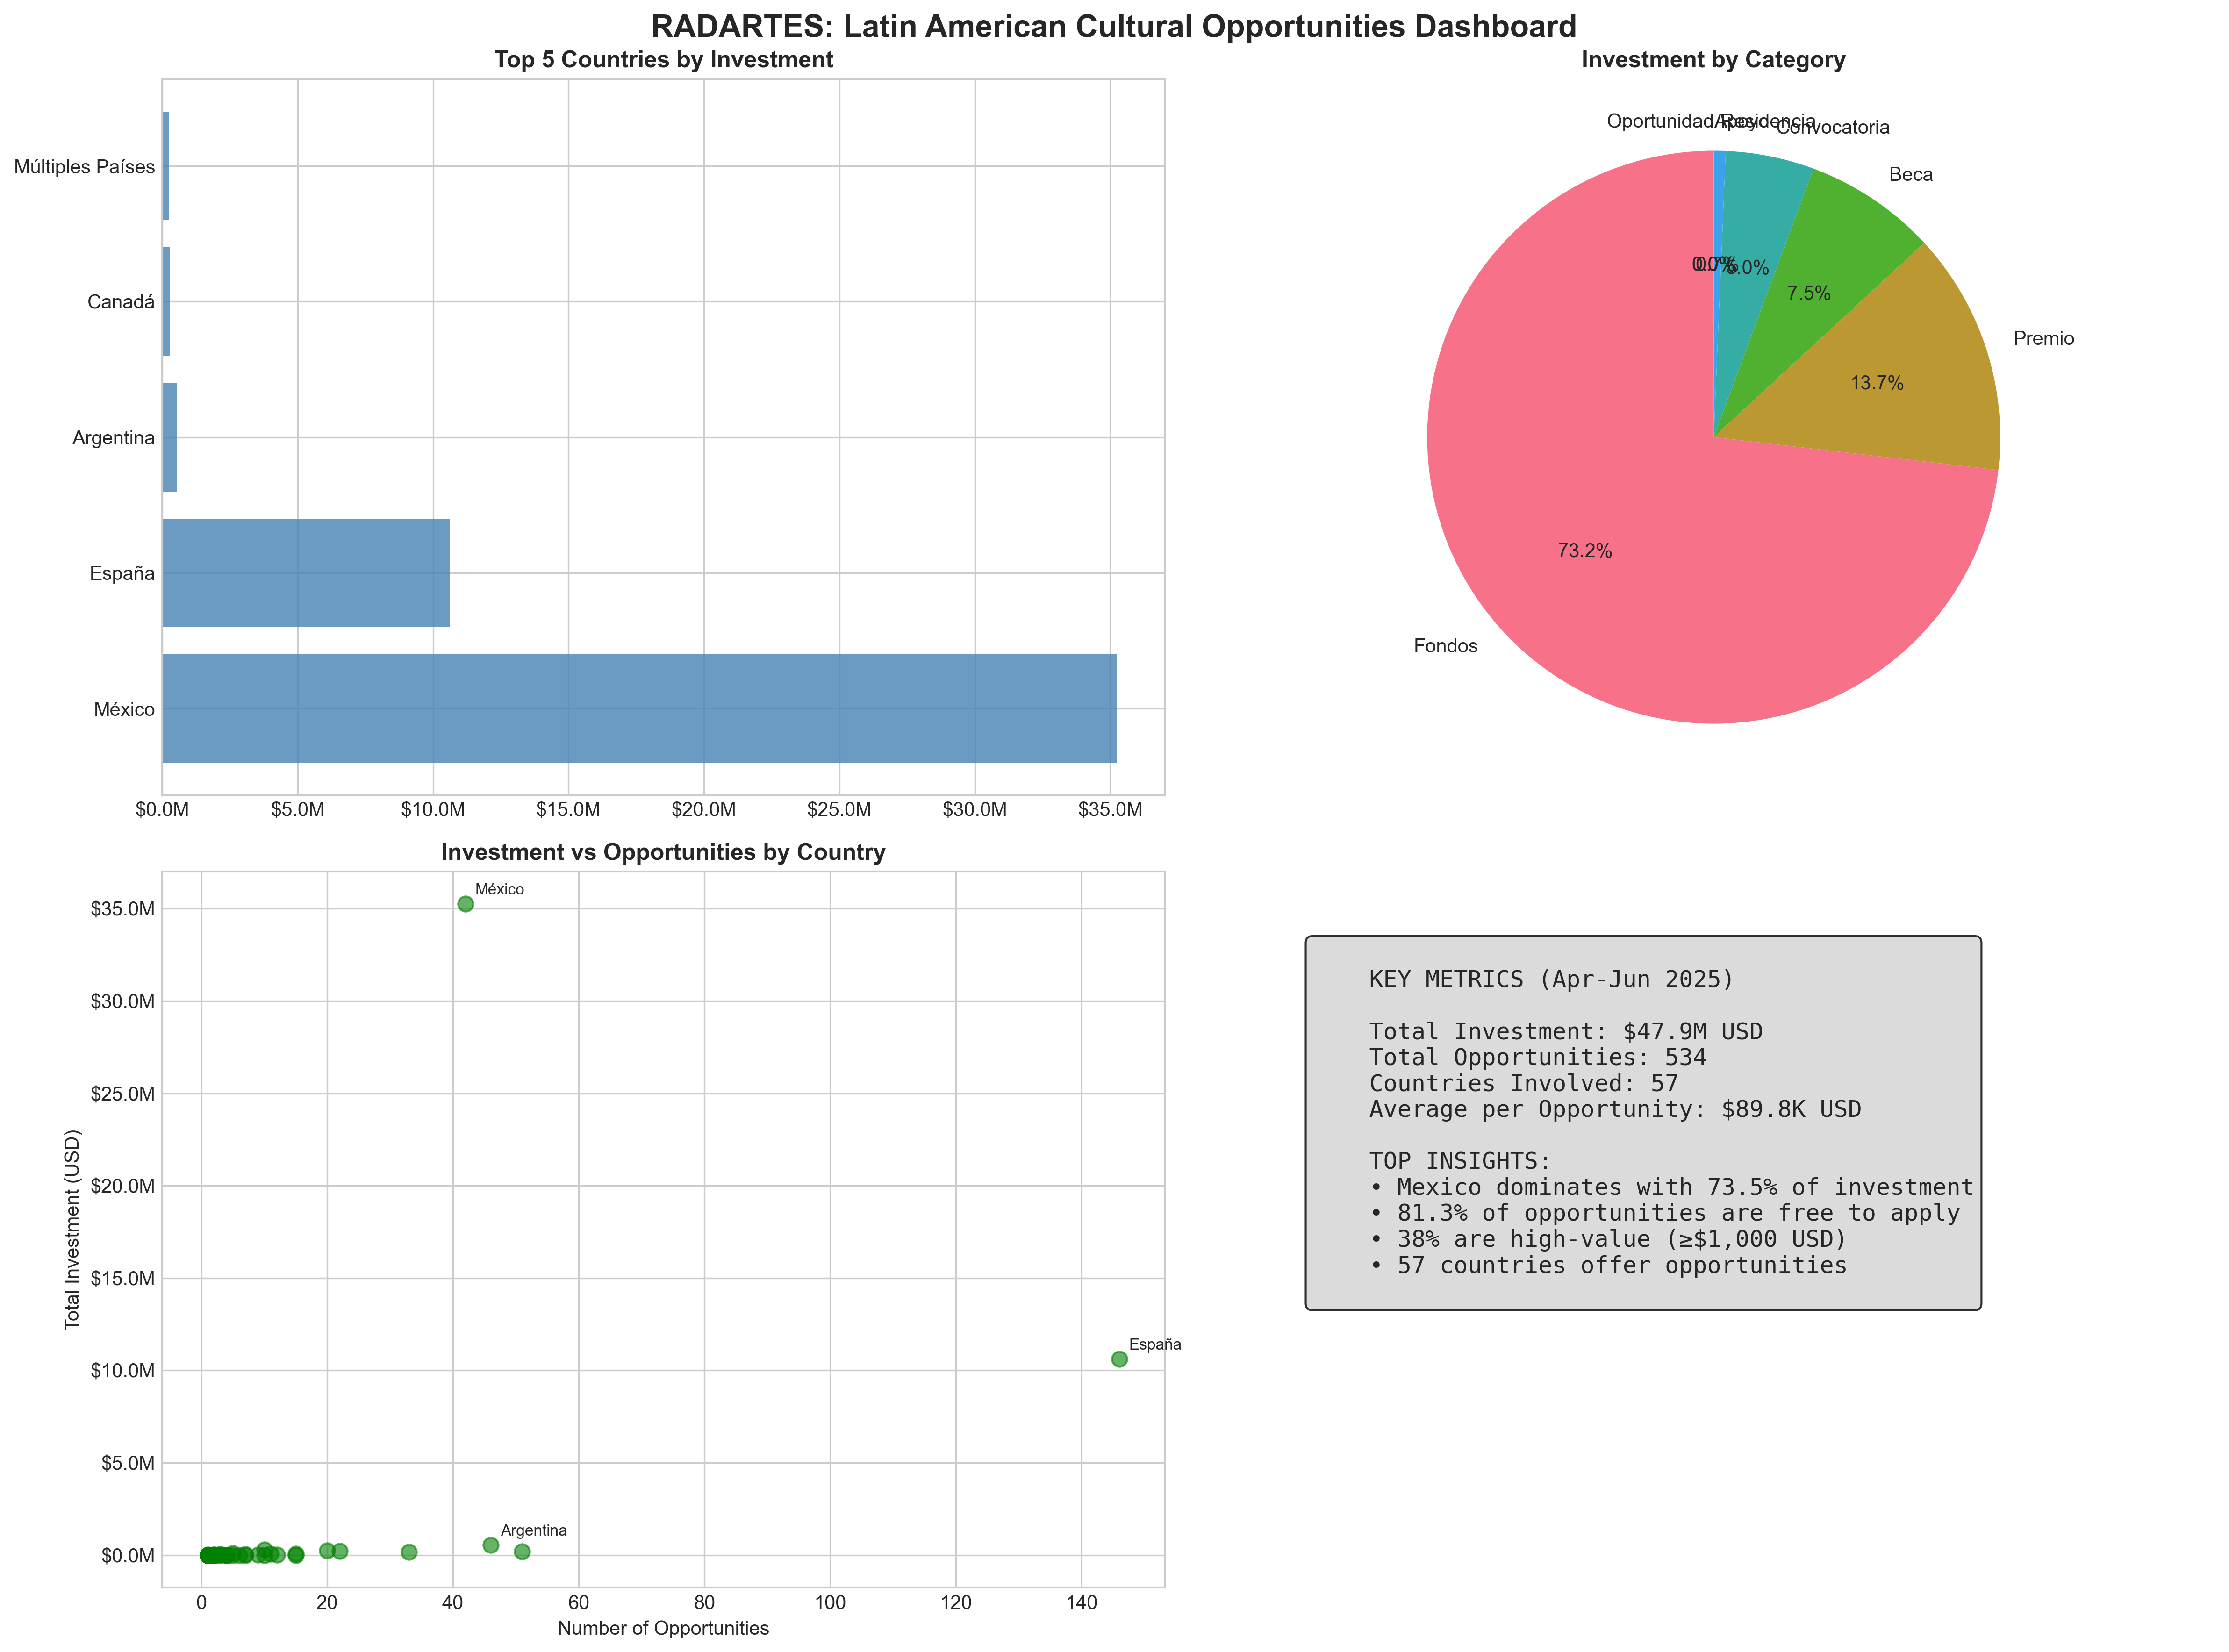 RADARTES: Latin American Cultural Opportunities Dashboard
Top 5 Countries by Investment
Múltiples Países
Canadá
Argentina
España
México
$0.0M $5.0M $10.0M $15.0M $20.0M $25.0M $30.0M $35.0M
Investment by Category
Oportunidad
Apoyo
Residencia
Convocatoria
Beca
Premio
Fondos
0.0%
0.7%
5.0%
7.5%
13.7%
73.2%
Investment vs Opportunities by Country
Total Investment (USD)
$35.0M
$30.0M
$25.0M
$20.0M
$15.0M
$10.0M
$5.0M
$0.0M
México
España
Argentina
0 20 40 60 80 100 120 140
Number of Opportunities
KEY METRICS (Apr-Jun 2025)
Total Investment: $47.9M USD
Total Opportunities: 534
Countries Involved: 57
Average per Opportunity: $89.8K USD
TOP INSIGHTS:
• Mexico dominates with 73.5% of investment
• 81.3% of opportunities are free to apply
• 38% are high-value (≥$1,000 USD)
• 57 countries offer opportunities